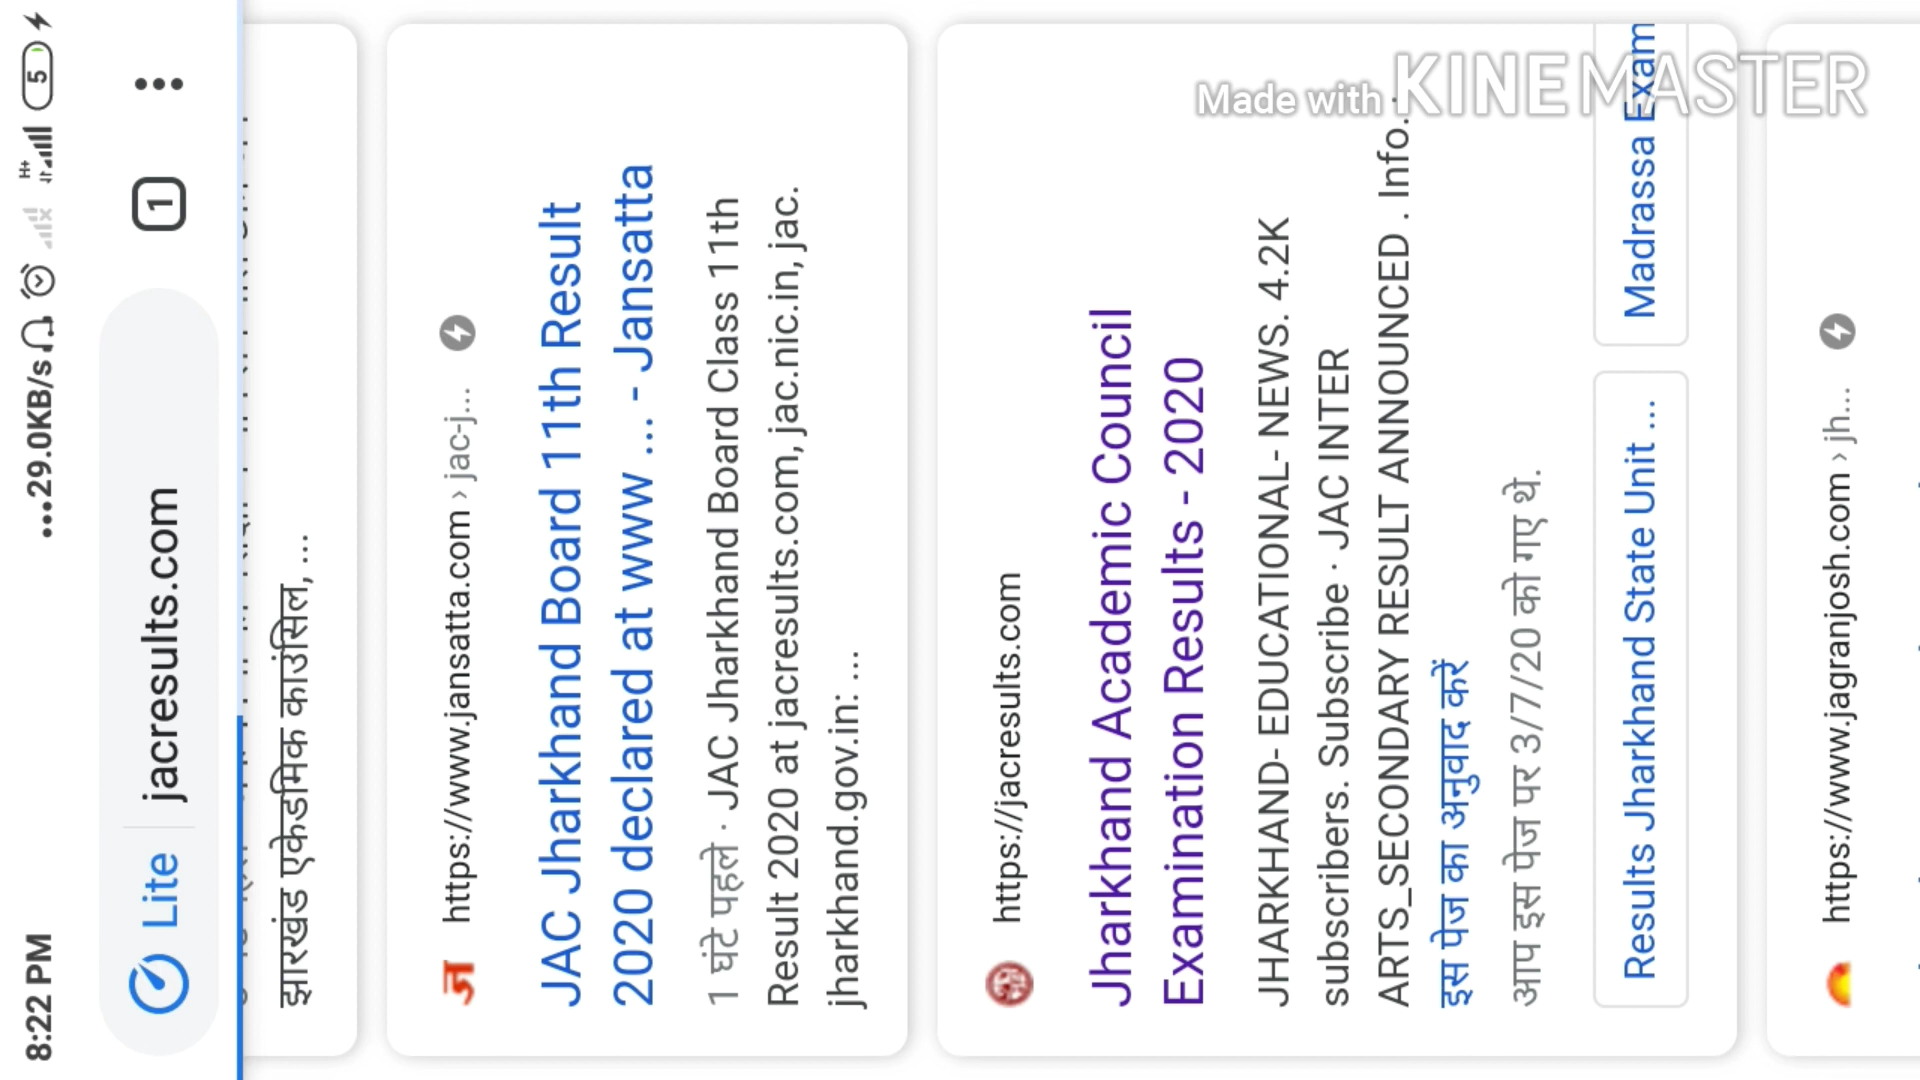 8:22 PM
...29.0KB/s
H+
5
Lite
jacresults.com
1
झारखंड एकेडमिक काउंसिल, ...
ज
https://www.jansatta.com › jac-j...
JAC Jharkhand Board 11th Result
2020 declared at www ... - Jansatta
1 घंटे पहले · JAC Jharkhand Board Class 11th
Result 2020 at jacresults.com, jac.nic.in, jac.
jharkhand.gov.in: ...
https://jacresults.com
Jharkhand Academic Council
Examination Results - 2020
JHARKHAND- EDUCATIONAL- NEWS. 4.2K
subscribers. Subscribe · JAC INTER
ARTS_SECONDARY RESULT ANNOUNCED . Info. .
इस पेज का अनुवाद करें
आप इस पेज पर 3/7/20 को गए थे.
Results Jharkhand State Unit ...
Madrassa Exam
https://www.jagranjosh.com › jh...
Made with KINEMASTER